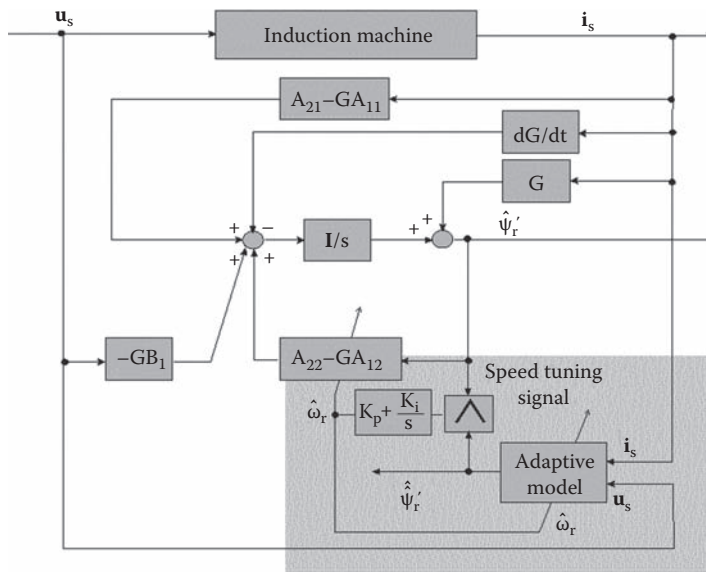 u_s
Induction machine
i_s
A₂₁–GA₁₁
dG/dt
G
+
–
+
+
I/s
+
+
ψ̂_r′
+
–GB₁
A₂₂–GA₁₂
Speed tuning
signal
ω̂_r
K_p + K_i/s
∧
Adaptive
model
i_s
u_s
ψ̂̂_r′
ω̂_r